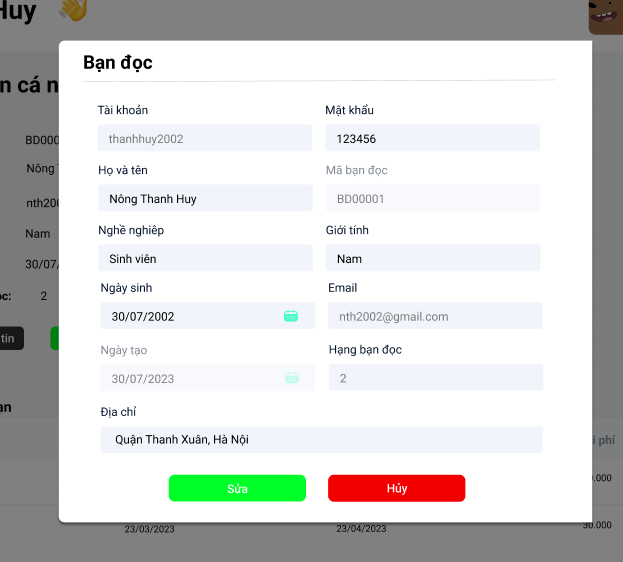 Huy 👋
Bạn đọc
Tài khoản
Mật khẩu
thanhhuy2002
123456
Họ và tên
Mã bạn đọc
Nông Thanh Huy
BD00001
Nghề nghiệp
Giới tính
Sinh viên
Nam
Ngày sinh
Email
30/07/2002
nth2002@gmail.com
Ngày tạo
Hạng bạn đọc
30/07/2023
2
Địa chỉ
Quận Thanh Xuân, Hà Nội
Sửa
Hủy
n cá n
BD000
Nông
nth200
Nam
30/07/
ọc:
2
tin
ạn
i phí
0.000
23/03/2023
23/04/2023
30.000